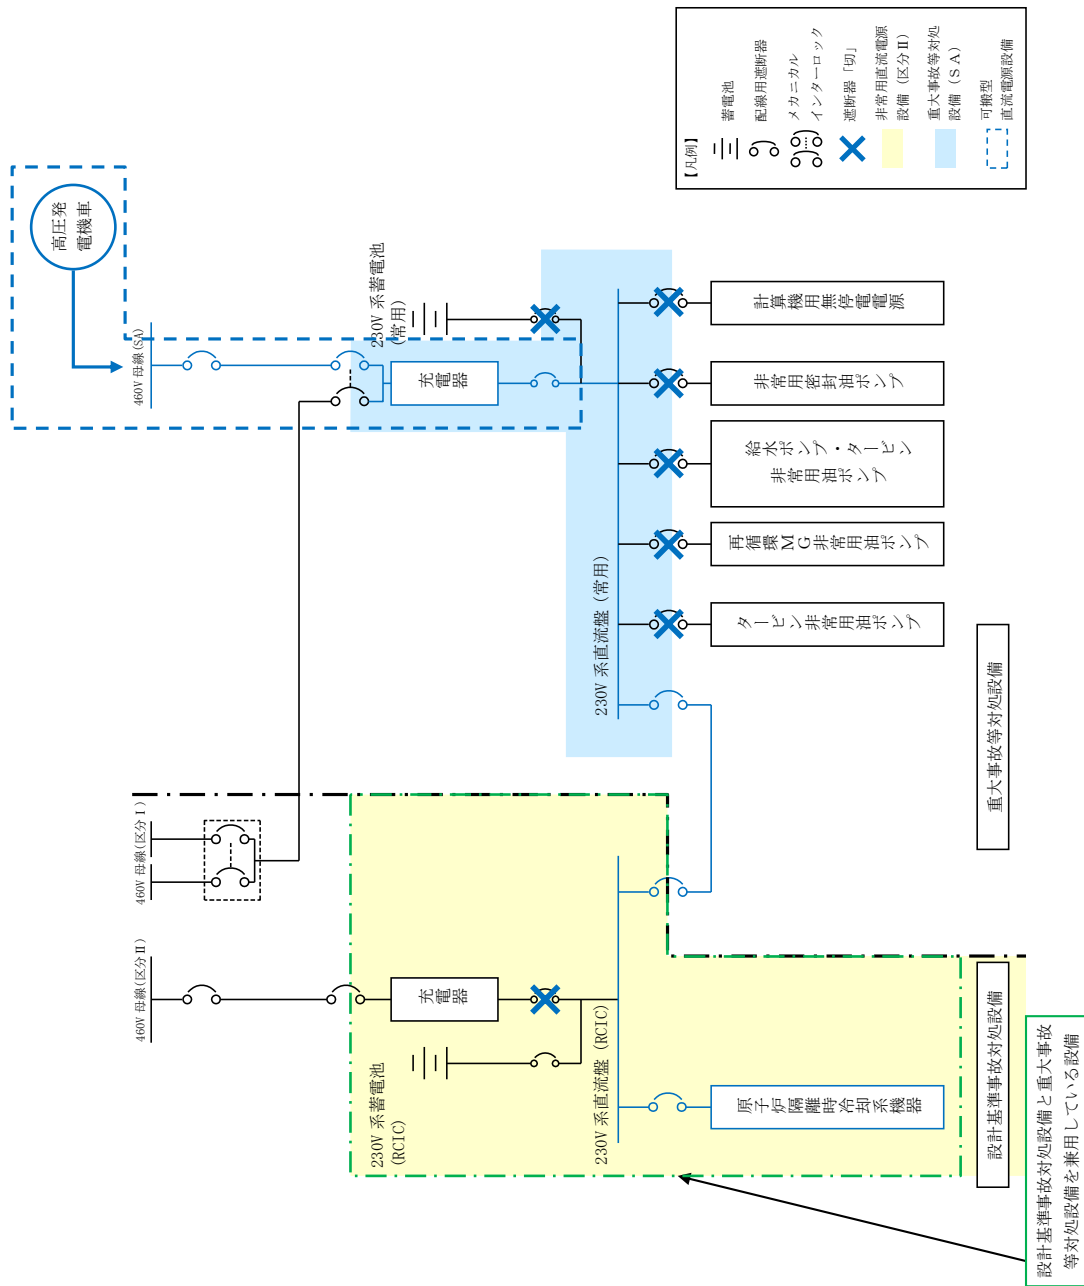 設計基準事故対処設備と重大事故
等対処設備を兼用している設備
設計基準事故対処設備
重大事故等対処設備
460V 母線(区分Ⅱ)
460V 母線(区分Ⅰ)
460V 母線(SA)
高圧発
電機車
充電器
230V 系蓄電池
(RCIC)
230V 系直流盤 (RCIC)
原子炉隔離時冷却系機器
充電器
230V 系蓄電池
(常用)
230V 系直流盤 (常用)
タービン非常用油ポンプ
再循環MG非常用油ポンプ
給水ポンプ・タービン
非常用油ポンプ
非常用密封油ポンプ
計算機用無停電電源
【凡例】
蓄電池
配線用遮断器
メカニカル
インターロック
遮断器「切」
非常用直流電源
設備(区分Ⅱ)
重大事故等対処
設備(SA)
可搬型
直流電源設備